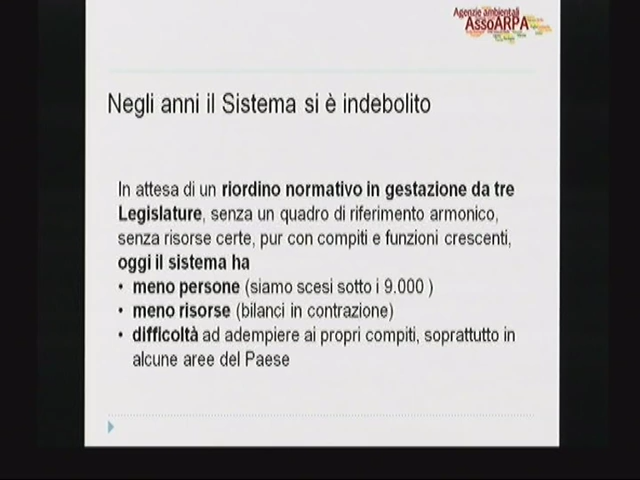 Agenzie ambientali
AssoARPA
Negli anni il Sistema si è indebolito
In attesa di un riordino normativo in gestazione da tre
Legislature, senza un quadro di riferimento armonico,
senza risorse certe, pur con compiti e funzioni crescenti,
oggi il sistema ha
• meno persone (siamo scesi sotto i 9.000 )
• meno risorse (bilanci in contrazione)
• difficoltà ad adempiere ai propri compiti, soprattutto in
alcune aree del Paese